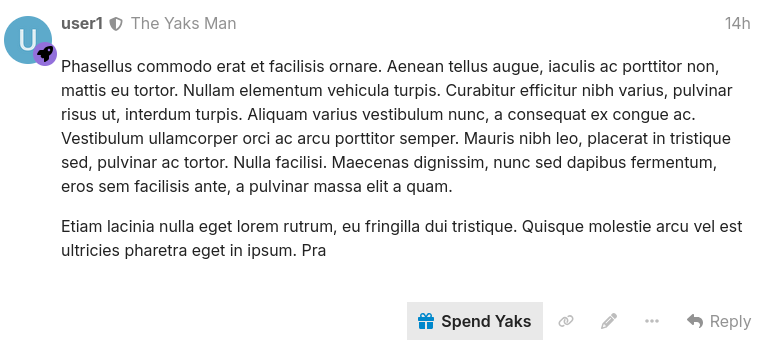 U
user1 The Yaks Man 14h
Phasellus commodo erat et facilisis ornare. Aenean tellus augue, iaculis ac porttitor non,
mattis eu tortor. Nullam elementum vehicula turpis. Curabitur efficitur nibh varius, pulvinar
risus ut, interdum turpis. Aliquam varius vestibulum nunc, a consequat ex congue ac.
Vestibulum ullamcorper orci ac arcu porttitor semper. Mauris nibh leo, placerat in tristique
sed, pulvinar ac tortor. Nulla facilisi. Maecenas dignissim, nunc sed dapibus fermentum,
eros sem facilisis ante, a pulvinar massa elit a quam.
Etiam lacinia nulla eget lorem rutrum, eu fringilla dui tristique. Quisque molestie arcu vel est
ultricies pharetra eget in ipsum. Pra
Spend Yaks Reply